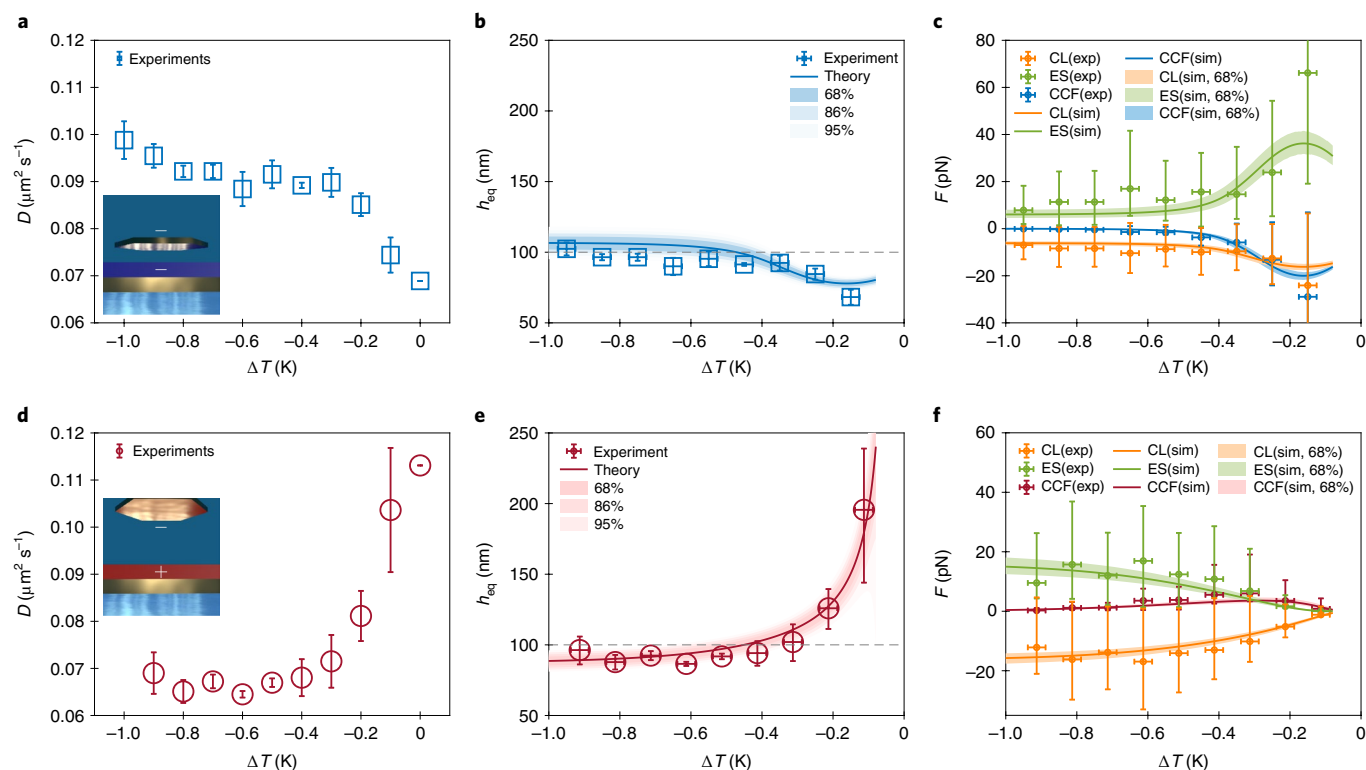 a
0.12
0.11
0.10
0.09
0.08
0.07
0.06
D (μm² s⁻¹)
Experiments
–
–
–1.0
–0.8
–0.6
–0.4
–0.2
0
ΔT (K)
b
250
200
150
100
50
h_eq (nm)
Experiment
Theory
68%
86%
95%
–1.0
–0.8
–0.6
–0.4
–0.2
0
ΔT (K)
c
80
60
40
20
0
–20
–40
F (pN)
CL(exp)
ES(exp)
CCF(exp)
CL(sim)
ES(sim)
CCF(sim)
CL(sim, 68%)
ES(sim, 68%)
CCF(sim, 68%)
–1.0
–0.8
–0.6
–0.4
–0.2
0
ΔT (K)
d
0.12
0.11
0.10
0.09
0.08
0.07
0.06
D (μm² s⁻¹)
Experiments
–
+
–1.0
–0.8
–0.6
–0.4
–0.2
0
ΔT (K)
e
250
200
150
100
50
h_eq (nm)
Experiment
Theory
68%
86%
95%
–1.0
–0.8
–0.6
–0.4
–0.2
0
ΔT (K)
f
60
40
20
0
–20
F (pN)
CL(exp)
ES(exp)
CCF(exp)
CL(sim)
ES(sim)
CCF(sim)
CL(sim, 68%)
ES(sim, 68%)
CCF(sim, 68%)
–1.0
–0.8
–0.6
–0.4
–0.2
0
ΔT (K)